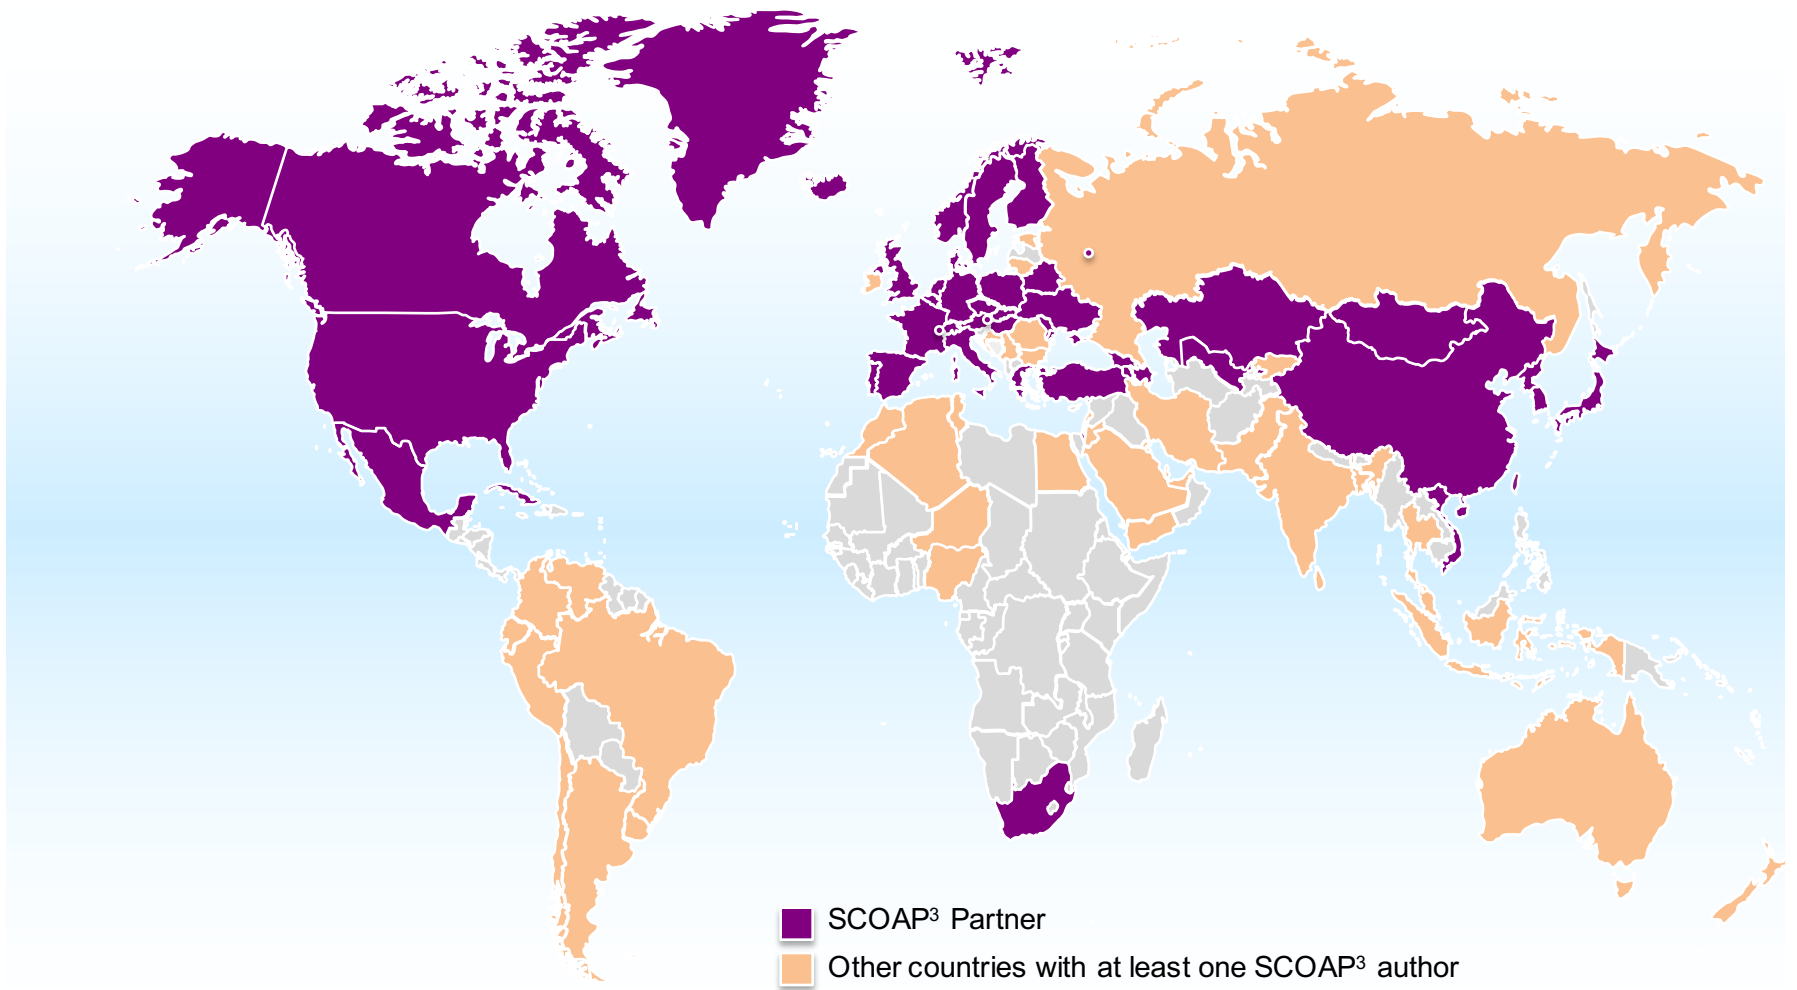 SCOAP³ Partner
Other countries with at least one SCOAP³ author